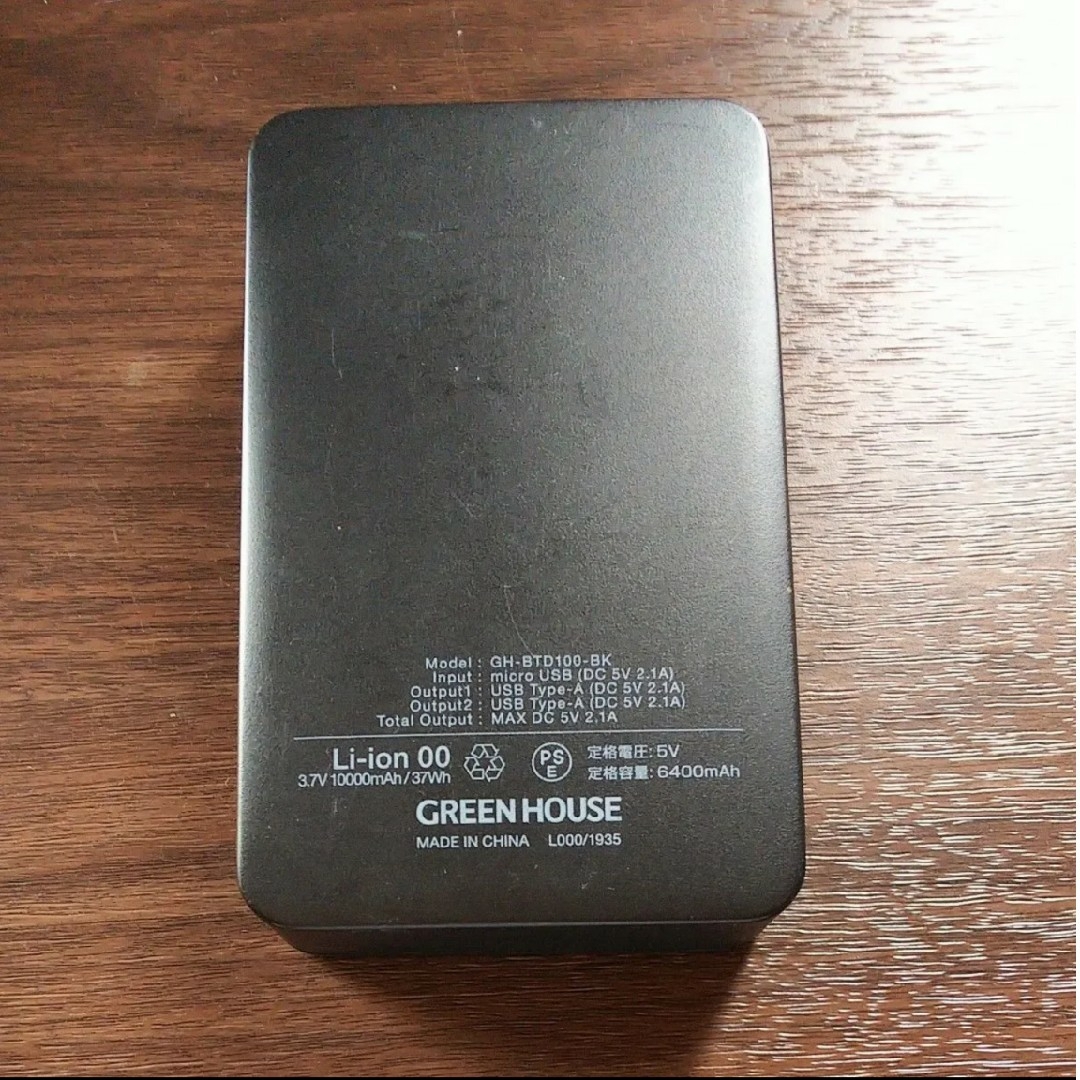 Model : GH-BTD100-BK
Input : micro USB (DC 5V 2.1A)
Output1 : USB Type-A (DC 5V 2.1A)
Output2 : USB Type-A (DC 5V 2.1A)
Total Output : MAX DC 5V 2.1A
Li-ion 00
3.7V 10000mAh / 37Wh
PS
E
定格電圧: 5V
定格容量: 6400mAh
GREEN HOUSE
MADE IN CHINA L000/1935